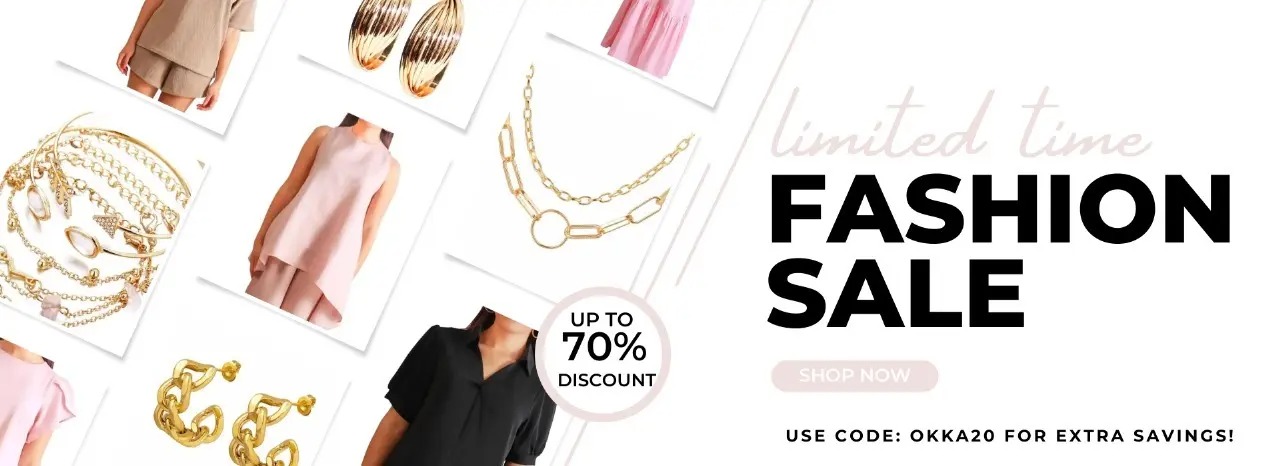 limited time
FASHION
SALE
UP TO
70%
DISCOUNT
SHOP NOW
USE CODE: OKKA20 FOR EXTRA SAVINGS!